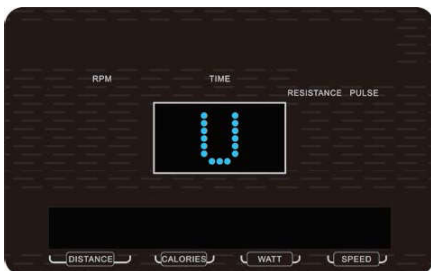 RPM TIME
RESISTANCE PULSE
U
DISTANCE CALORIES WATT SPEED